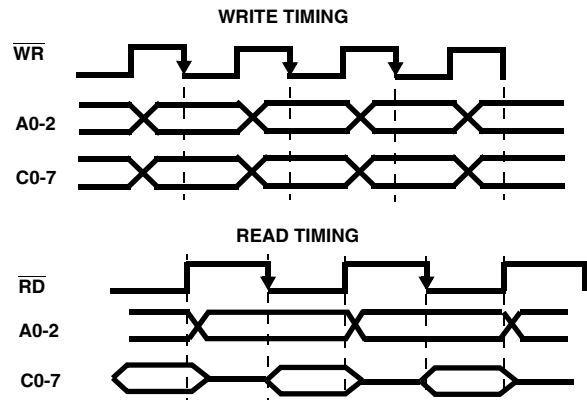 WRITE TIMING
WR
A0-2
C0-7
READ TIMING
RD
A0-2
C0-7